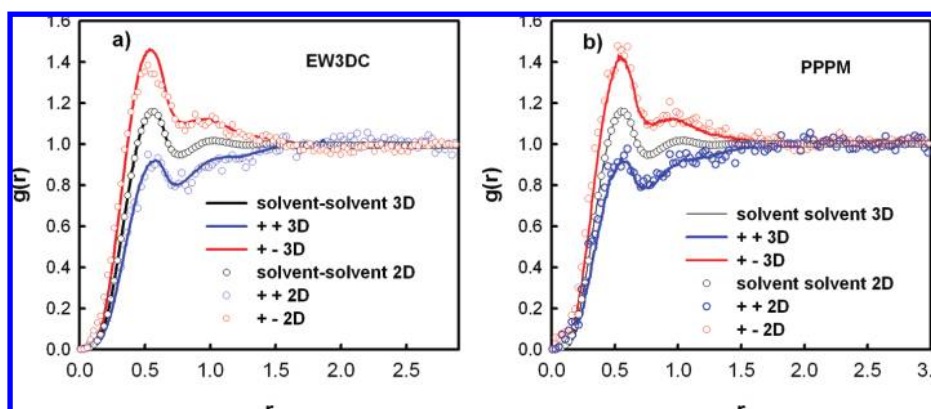 a)
EW3DC
g(r)
1.6
1.4
1.2
1.0
0.8
0.6
0.4
0.2
0.0
solvent-solvent 3D
+ + 3D
+ - 3D
solvent-solvent 2D
+ + 2D
+ - 2D
0.0 0.5 1.0 1.5 2.0 2.5
r
b)
PPPM
g(r)
1.6
1.4
1.2
1.0
0.8
0.6
0.4
0.2
0.0
solvent solvent 3D
+ + 3D
+ - 3D
solvent solvent 2D
+ + 2D
+ - 2D
0.0 0.5 1.0 1.5 2.0 2.5 3.
r